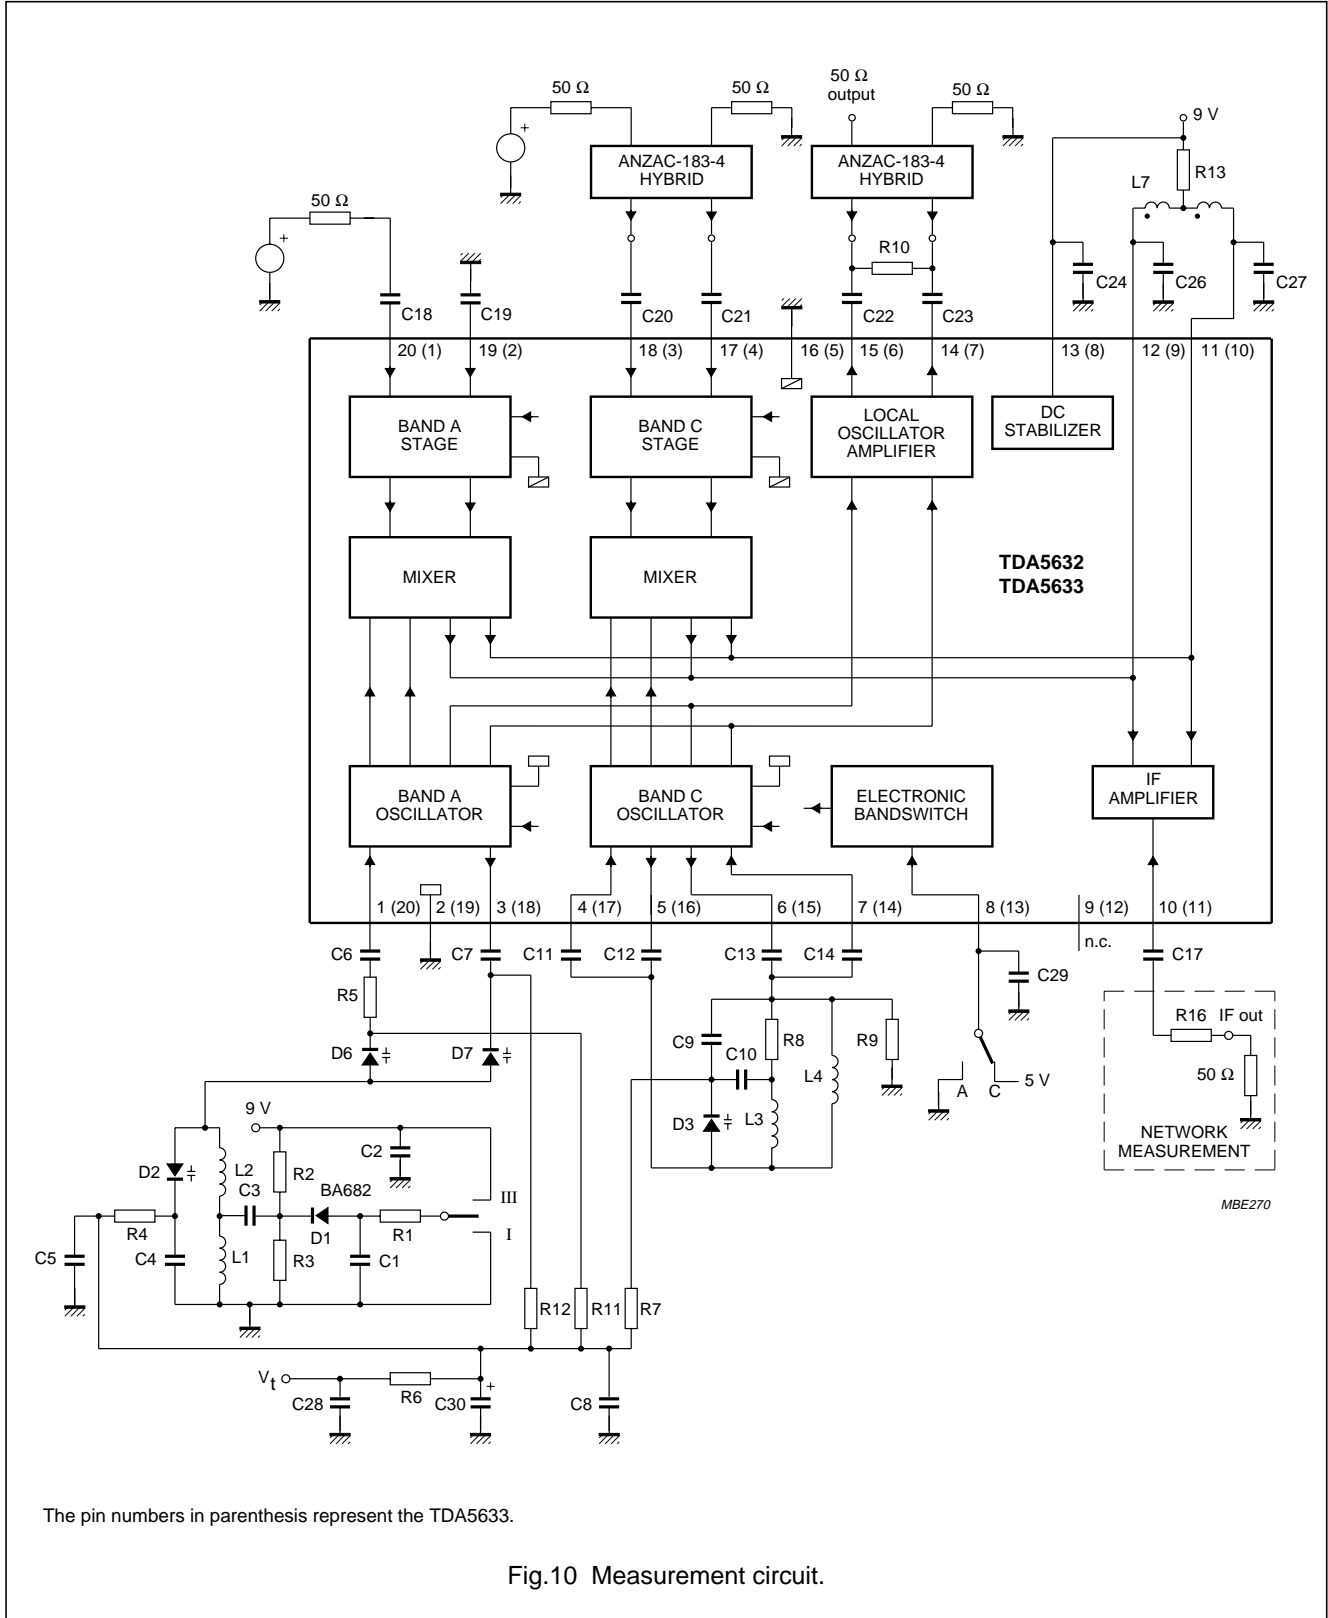 50 Ω
50 Ω
50 Ω
output
50 Ω
9 V
ANZAC-183-4
HYBRID
ANZAC-183-4
HYBRID
R13
L7
50 Ω
+
+
R10
C24
C26
C27
C18
C19
C20
C21
C22
C23
20 (1)
19 (2)
18 (3)
17 (4)
16 (5)
15 (6)
14 (7)
13 (8)
12 (9)
11 (10)
BAND A
STAGE
BAND C
STAGE
LOCAL
OSCILLATOR
AMPLIFIER
DC
STABILIZER
MIXER
MIXER
TDA5632
TDA5633
BAND A
OSCILLATOR
BAND C
OSCILLATOR
ELECTRONIC
BANDSWITCH
IF
AMPLIFIER
1 (20)
2 (19)
3 (18)
4 (17)
5 (16)
6 (15)
7 (14)
8 (13)
9 (12)
10 (11)
n.c.
C6
C7
C11
C12
C13
C14
C29
C17
R5
D6
D7
C9
C10
R8
R9
L4
D3
L3
A
C
5 V
R16
IF out
50 Ω
NETWORK
MEASUREMENT
9 V
D2
L2
C3
R2
BA682
C2
III
I
R4
D1
R1
C5
C4
L1
R3
C1
R12
R11
R7
Vt
R6
+
C28
C30
C8
MBE270
The pin numbers in parenthesis represent the TDA5633.
Fig.10 Measurement circuit.